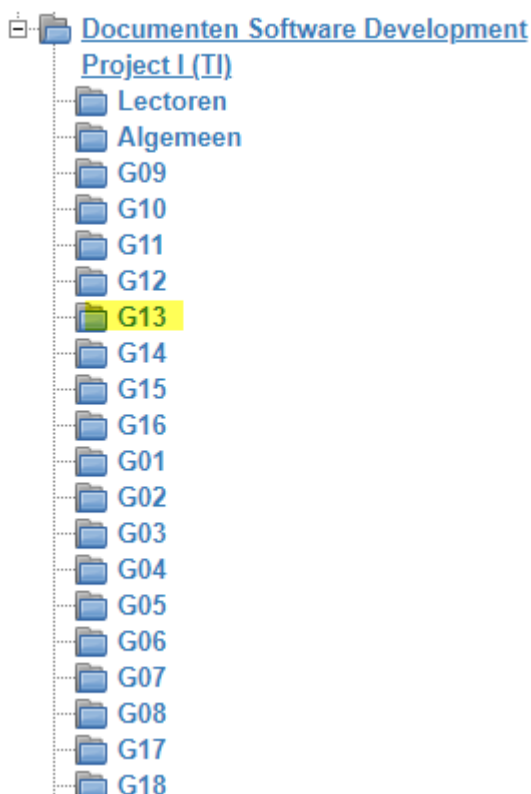 Documenten Software Development
Project I (TI)
Lectoren
Algemeen
G09
G10
G11
G12
G13
G14
G15
G16
G01
G02
G03
G04
G05
G06
G07
G08
G17
G18